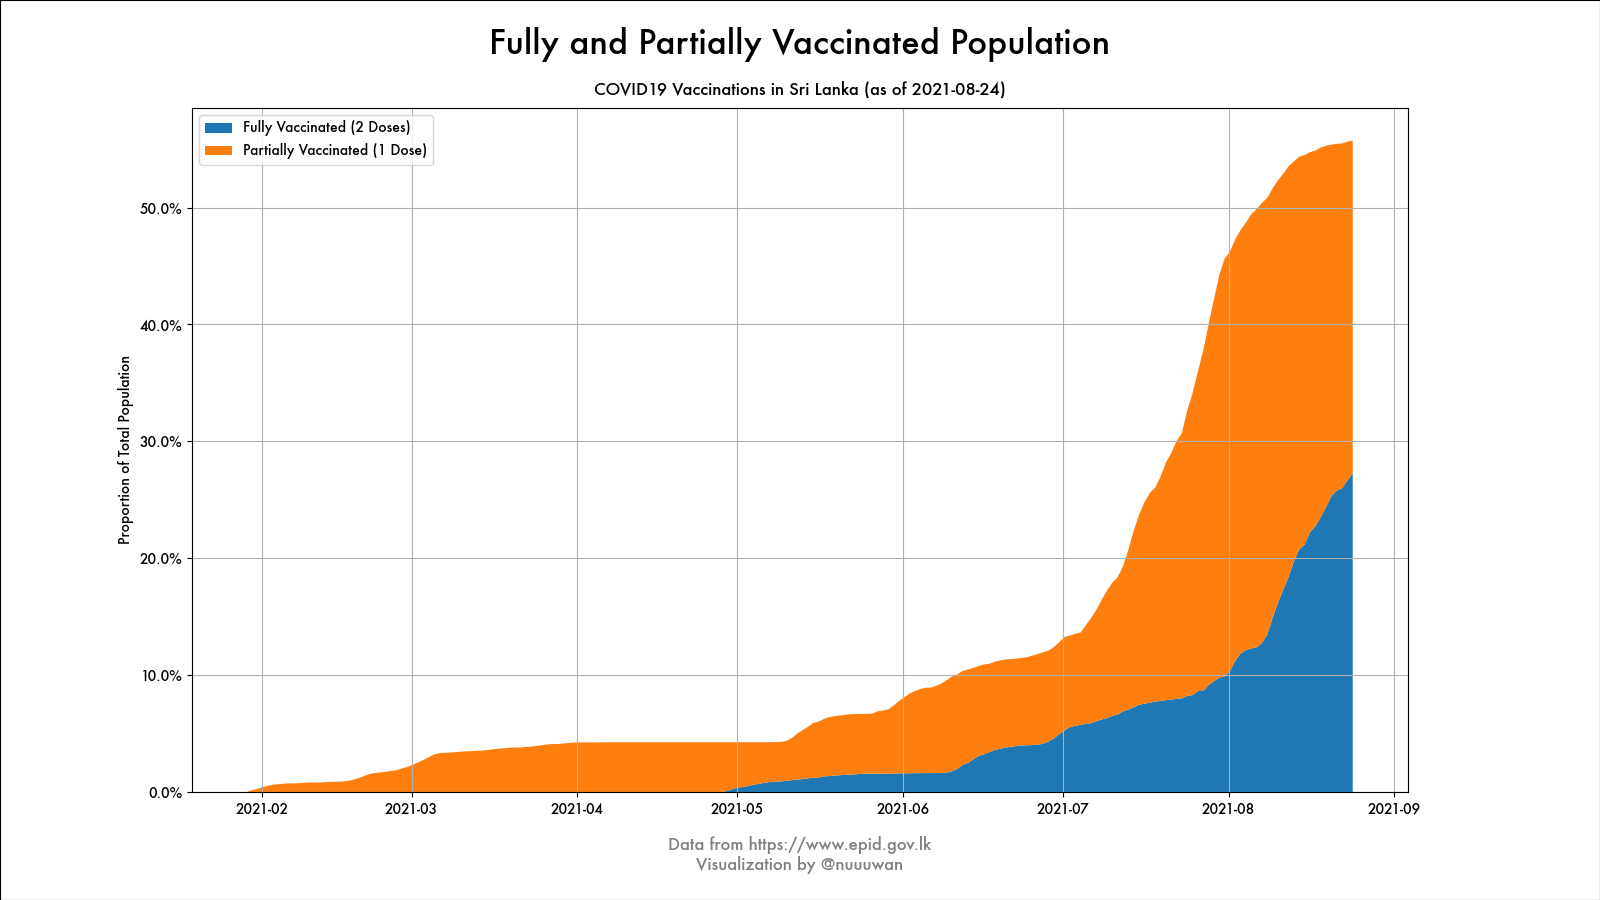 Fully and Partially Vaccinated Population
COVID19 Vaccinations in Sri Lanka (as of 2021-08-24)
Fully Vaccinated (2 Doses)
Partially Vaccinated (1 Dose)
Proportion of Total Population
50.0%
40.0%
30.0%
20.0%
10.0%
0.0%
2021-02 2021-03 2021-04 2021-05 2021-06 2021-07 2021-08 2021-09
Data from https://www.epid.gov.lk
Visualization by @nuuuwan